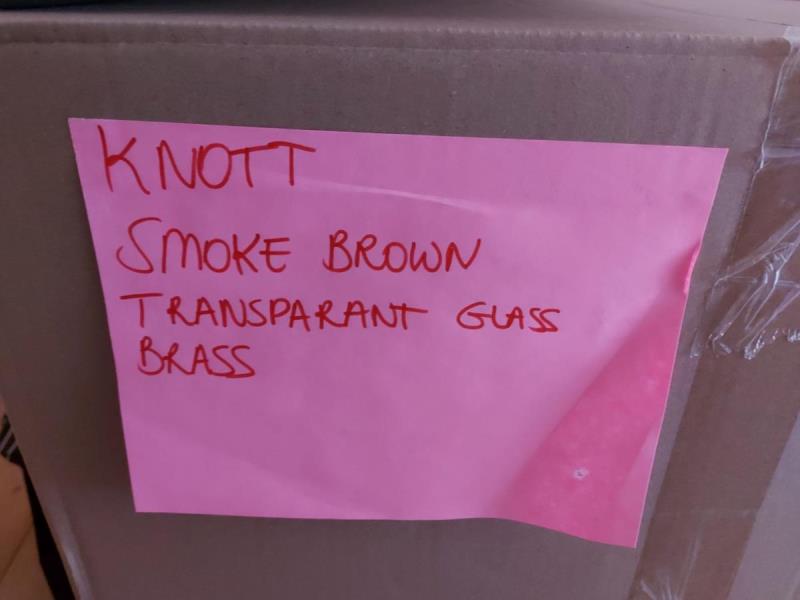 KNOTT
SMOKE BROWN
TRANSPARANT GLASS
BRASS